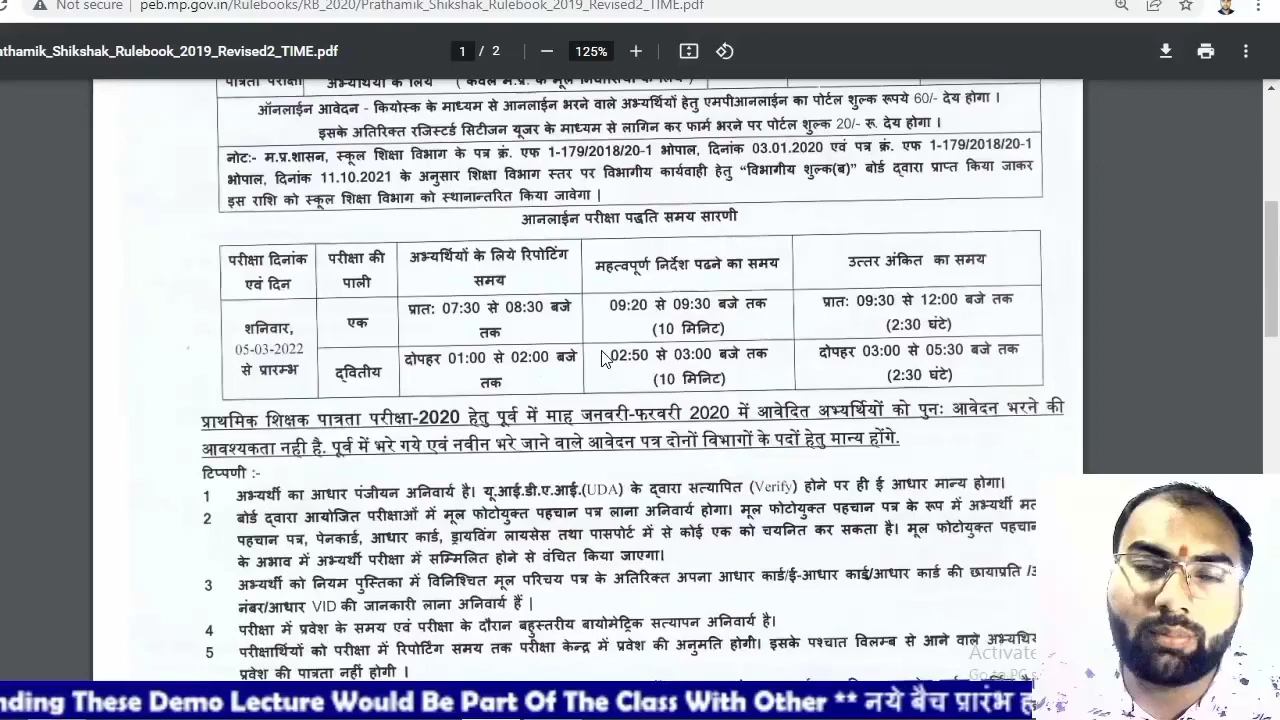 Not secure
peb.mp.gov.in/Rulebooks/RB_2020/Prathamik_Shikshak_Rulebook_2019_Revised2_TIME.pdf
athamik_Shikshak_Rulebook_2019_Revised2_TIME.pdf
1 / 2
125%
पात्रता परीक्षा अभ्यर्थियों के लिये ( केवल म.प्र. के मूल निवासियों के लिये )
ऑनलाईन आवेदन - कियोस्क के माध्यम से आनलाईन भरने वाले अभ्यर्थियों हेतु एमपीआनलाईन का पोर्टल शुल्क रूपये 60/- देय होगा ।
इसके अतिरिक्त रजिस्टर्ड सिटीजन यूजर के माध्यम से लागिन कर फार्म भरने पर पोर्टल शुल्क 20/- रू. देय होगा ।
नोट:- म.प्र.शासन, स्कूल शिक्षा विभाग के पत्र क्रं. एफ 1-179/2018/20-1 भोपाल, दिनांक 03.01.2020 एवं पत्र क्रं. एफ 1-179/2018/20-1
भोपाल, दिनांक 11.10.2021 के अनुसार शिक्षा विभाग स्तर पर विभागीय कार्यवाही हेतु “विभागीय शुल्क(ब)” बोर्ड द्वारा प्राप्त किया जाकर
इस राशि को स्कूल शिक्षा विभाग को स्थानान्तरित किया जावेगा |
आनलाईन परीक्षा पद्धति समय सारणी
परीक्षा दिनांक एवं दिन
परीक्षा की पाली
अभ्यर्थियों के लिये रिपोर्टिंग समय
महत्वपूर्ण निर्देश पढने का समय
उत्तर अंकित का समय
शनिवार,
05-03-2022
से प्रारम्भ
एक
प्रात: 07:30 से 08:30 बजे तक
09:20 से 09:30 बजे तक
(10 मिनिट)
प्रात: 09:30 से 12:00 बजे तक
(2:30 घंटे)
द्वितीय
दोपहर 01:00 से 02:00 बजे तक
02:50 से 03:00 बजे तक
(10 मिनिट)
दोपहर 03:00 से 05:30 बजे तक
(2:30 घंटे)
प्राथमिक शिक्षक पात्रता परीक्षा-2020 हेतु पूर्व में माह जनवरी-फरवरी 2020 में आवेदित अभ्यर्थियों को पुनः आवेदन भरने की
आवश्यकता नही है. पूर्व में भरे गये एवं नवीन भरे जाने वाले आवेदन पत्र दोनों विभागों के पदों हेतु मान्य होंगे.
टिप्पणी :-
1 अभ्यर्थी का आधार पंजीयन अनिवार्य है। यू.आई.डी.ए.आई.(UDA) के द्वारा सत्यापित (Verify) होने पर ही ई आधार मान्य होगा।
2 बोर्ड द्वारा आयोजित परीक्षाओं में मूल फोटोयुक्त पहचान पत्र लाना अनिवार्य होगा। मूल फोटोयुक्त पहचान पत्र के रूप में अभ्यर्थी मत
पहचान पत्र, पेनकार्ड, आधार कार्ड, ड्रायविंग लायसेस तथा पासपोर्ट में से कोई एक को चयनित कर सकता है। मूल फोटोयुक्त पहचान
के अभाव में अभ्यर्थी परीक्षा में सम्मिलित होने से वंचित किया जाएगा।
3 अभ्यर्थी को नियम पुस्तिका में विनिश्चित मूल परिचय पत्र के अतिरिक्त अपना आधार कार्ड/ई-आधार कार्ड/आधार कार्ड की छायाप्रति /आ
नंबर/आधार VID की जानकारी लाना अनिवार्य हैं |
4 परीक्षा में प्रवेश के समय एवं परीक्षा के दौरान बहुस्तरीय बायोमेट्रिक सत्यापन अनिवार्य है।
5 परीक्षार्थियों को परीक्षा में रिपोर्टिंग समय तक परीक्षा केन्द्र में प्रवेश की अनुमति होगी। इसके पश्चात विलम्ब से आने वाले अभ्यर्थिय
प्रवेश की पात्रता नहीं होगी ।
Activate
Go to PC s
nding These Demo Lecture Would Be Part Of The Class With Other ** नये बैच प्रारंभ ह